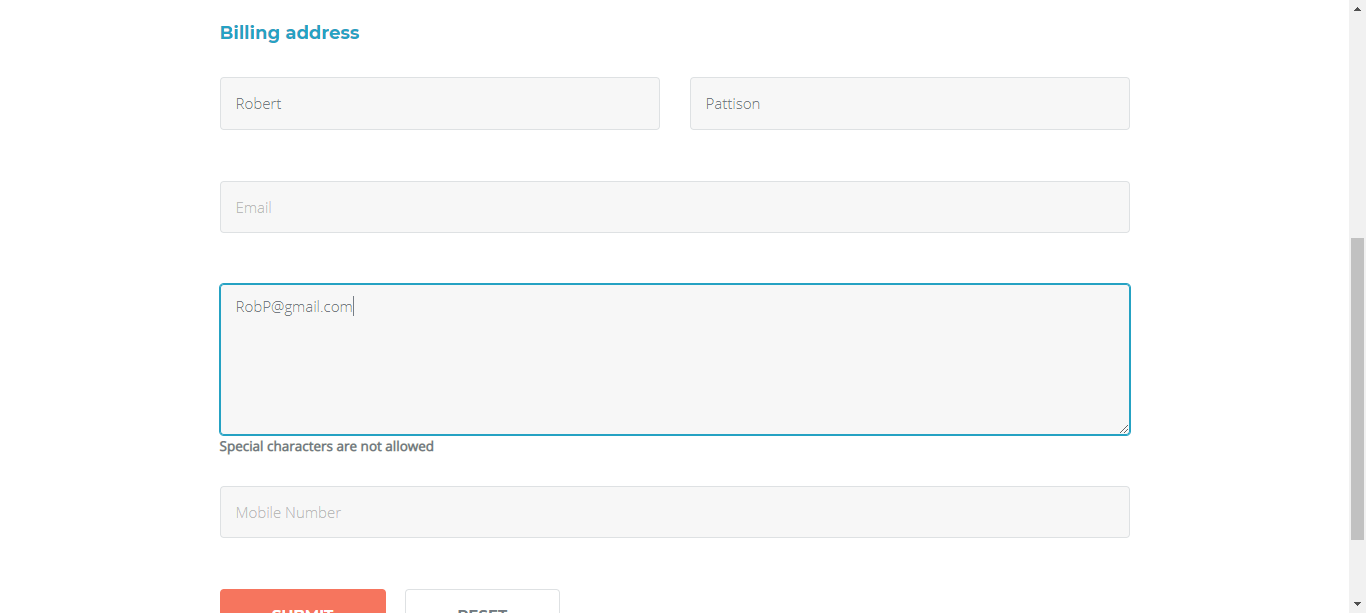 Billing address
Robert
Pattison
Email
RobP@gmail.com
Special characters are not allowed
Mobile Number
SUBMIT
RESET